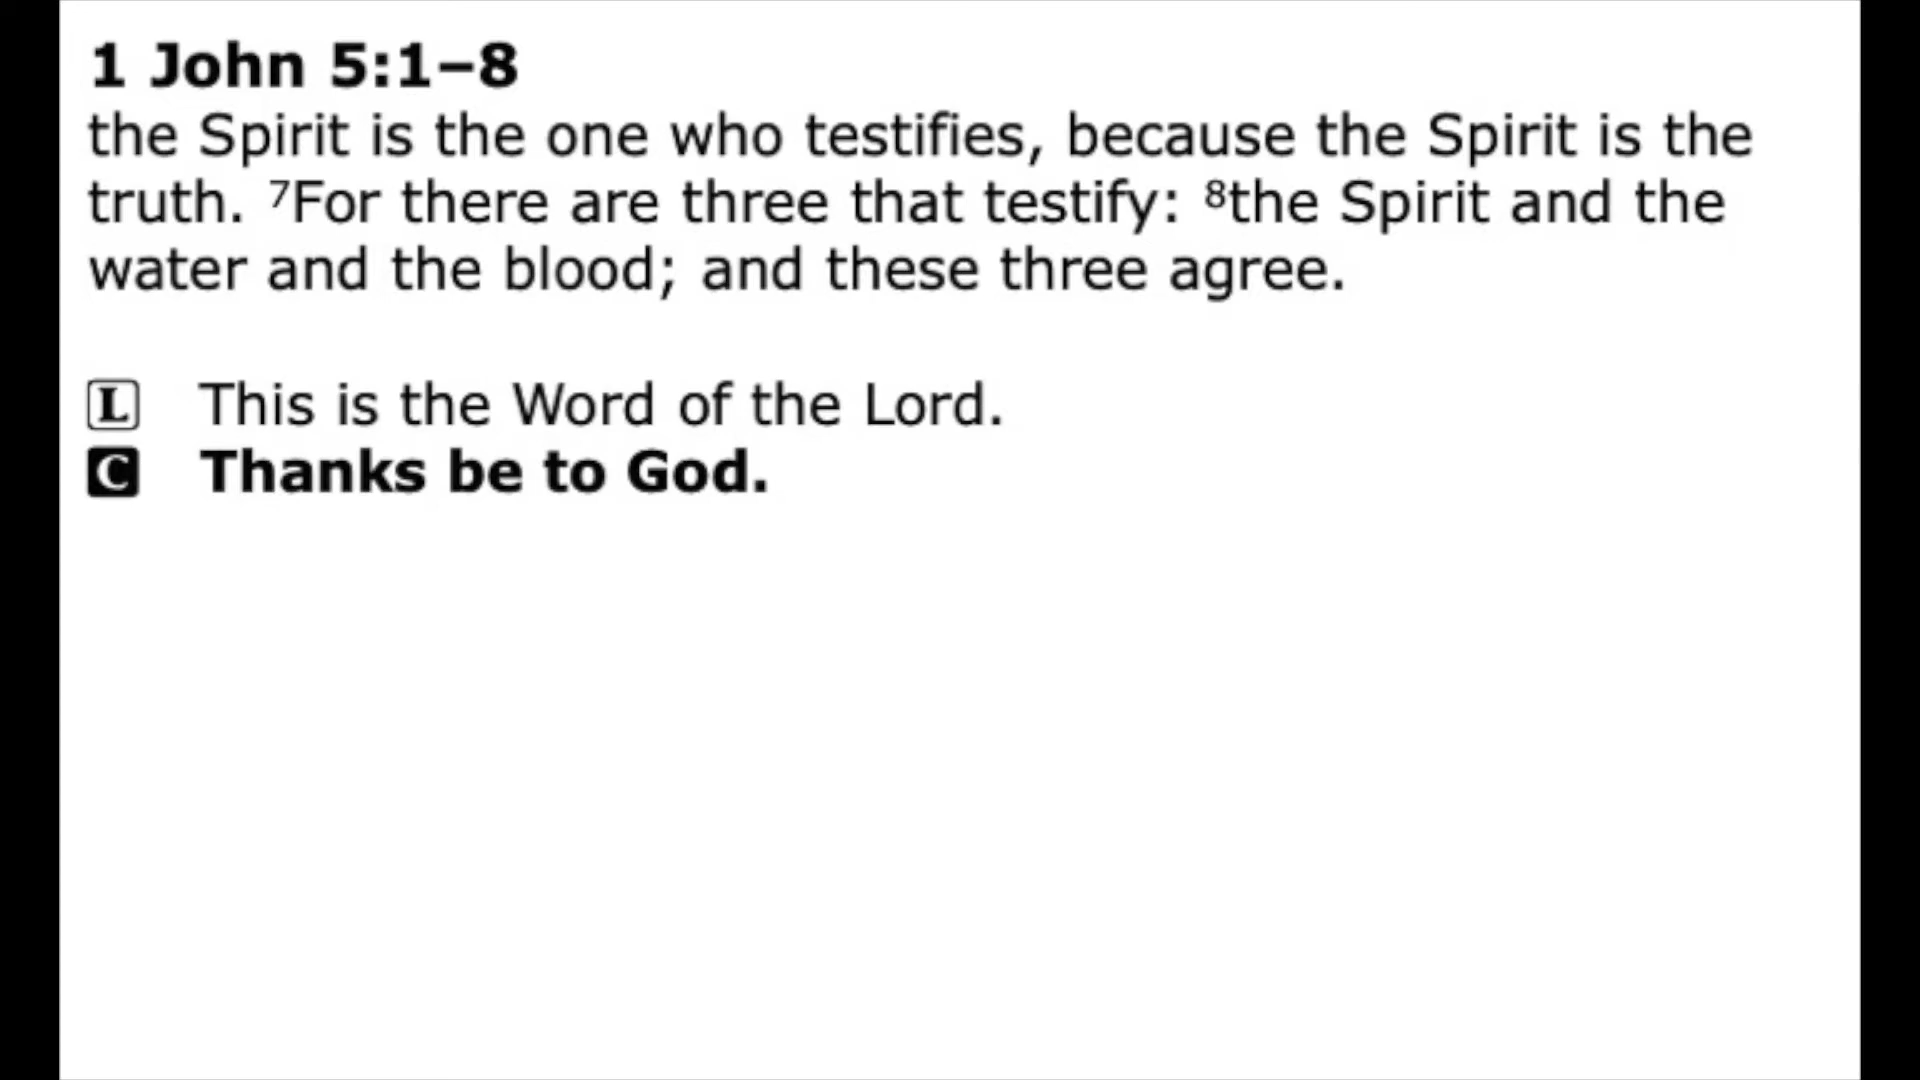 1 John 5:1–8
the Spirit is the one who testifies, because the Spirit is the
truth. ⁷For there are three that testify: ⁸the Spirit and the
water and the blood; and these three agree.
L This is the Word of the Lord.
C Thanks be to God.